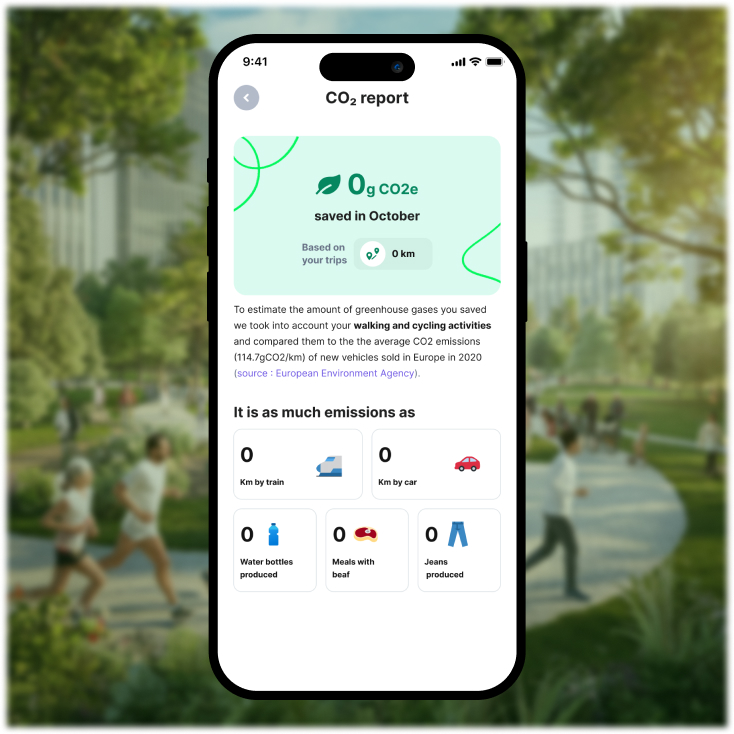 9:41
CO₂ report
0g CO2e
saved in October
Based on
your trips
0 km
To estimate the amount of greenhouse gases you saved
we took into account your walking and cycling activities
and compared them to the the average CO2 emissions
(114.7gCO2/km) of new vehicles sold in Europe in 2020
(source : European Environment Agency).
It is as much emissions as
0
Km by train
0
Km by car
0
Water bottles
produced
0
Meals with
beaf
0
Jeans
produced